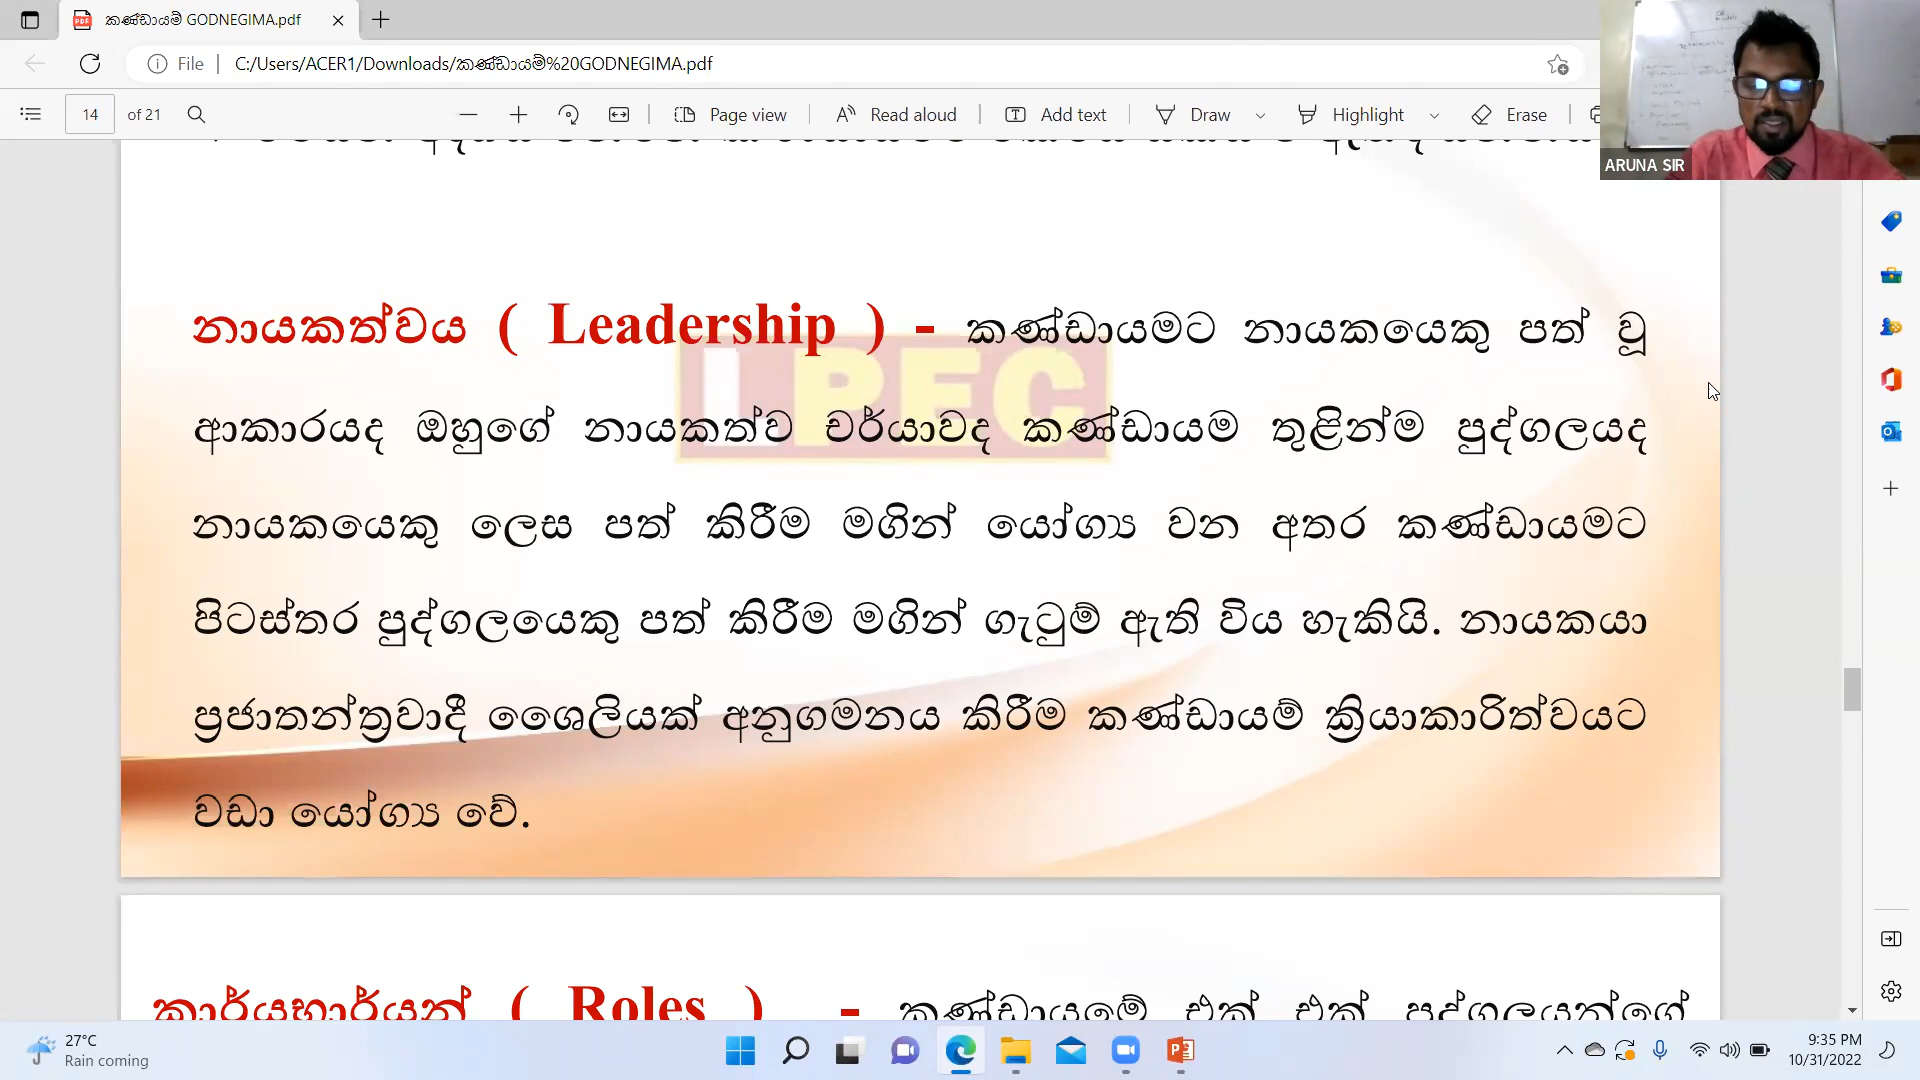 කණ්ඩායම් GODNEGIMA.pdf
File
C:/Users/ACER1/Downloads/කණ්ඩායම්%20GODNEGIMA.pdf
14 of 21
Page view
Read aloud
Add text
Draw
Highlight
Erase
ARUNA SIR
I PEC
නායකත්වය ( Leadership ) - කණ්ඩායමට නායකයෙකු පත් වූ
ආකාරයද ඔහුගේ නායකත්ව චර්යාවද කණ්ඩායම තුළින්ම පුද්ගලයද
නායකයෙකු ලෙස පත් කිරීම මගින් යෝග්‍ය වන අතර කණ්ඩායමට
පිටස්තර පුද්ගලයෙකු පත් කිරීම මගින් ගැටුම් ඇති විය හැකියි. නායකයා
ප්‍රජාතන්ත්‍රවාදී ශෛලියක් අනුගමනය කිරීම කණ්ඩායම් ක්‍රියාකාරිත්වයට
වඩා යෝග්‍ය වේ.
කාර්යභාර්යන් ( Roles ) - කණ්ඩායමේ එක් එක් පුද්ගලයන්ගේ
27°C
Rain coming
9:35 PM
10/31/2022